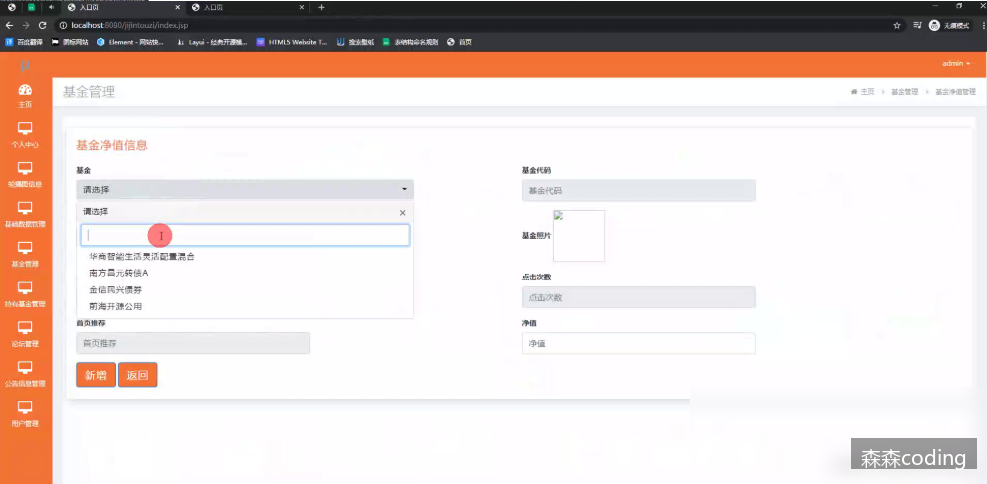 入口页
入口页
localhost:8080/jijintouzi/index.jsp
无痕模式
百度翻译
图标网站
Element - 网站快...
Layui - 经典开源模...
HTML5 Website T...
搜索壁纸
表结构命名规则
首页
admin
基金管理
主页
基金管理
基金净值管理
主页
个人中心
轮播图信息
基础数据管理
基金管理
持有基金管理
论坛管理
公告信息管理
用户管理
基金净值信息
基金
请选择
请选择
华商智能生活灵活配置混合
南方昌元转债A
金信民兴债券
前海开源公用
首页推荐
首页推荐
基金代码
基金代码
基金照片
点击次数
点击次数
净值
净值
新增
返回
森森coding